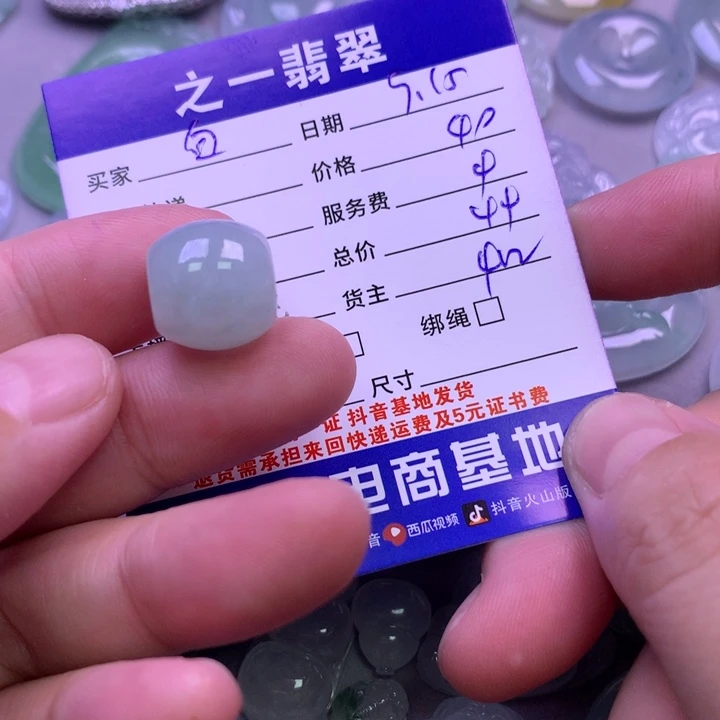 之一翡翠
买家 日期 5.15
价格 40
服务费 4
总价 44
货主
绑绳
尺寸
证 抖音基地发货
退货需承担来回快递运费及5元证书费
电商基地
音 西瓜视频 抖音火山版